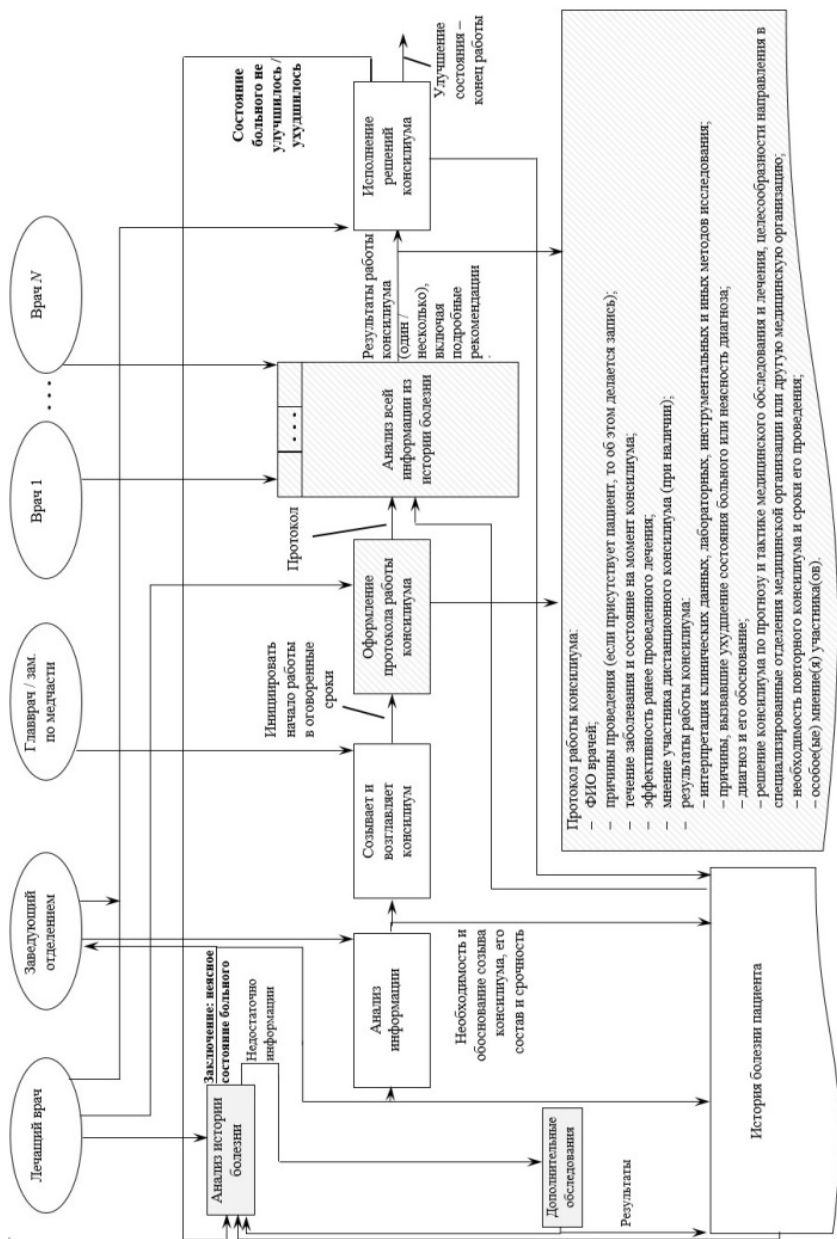 Лечащий врач
Заведующий
отделением
Главврач / зам.
по медчасти
Врач 1
. . .
Врач N
Заключение: неясное
состояние больного
Недостаточно
информации
Анализ истории
болезни
Анализ
информации
Необходимость и
обоснование созыва
консилиума, его
состав и срочность
Созывает и
возглавляет
консилиум
Инициировать
начало работы
в оговоренные
сроки
Оформление
протокола работы
консилиума
Протокол
. . .
Анализ всей
информации из
истории болезни
Результаты работы
консилиума
(один /
несколько),
включая
подробные
рекомендации
.
Состояние
больного не
улучшилось /
ухудшилось
Исполнение
решений
консилиума
Улучшение
состояния –
конец работы
Дополнительные
обследования
Результаты
История болезни пациента
Протокол работы консилиума:
– ФИО врачей;
– причины проведения (если присутствует пациент, то об этом делается запись);
– течение заболевания и состояние на момент консилиума;
– эффективность ранее проведенного лечения;
– мнение участника дистанционного консилиума (при наличии);
– результаты работы консилиума:
– интерпретация клинических данных, лабораторных, инструментальных и иных методов исследования;
– причины, вызвавшие ухудшение состояния больного или неясность диагноза;
– диагноз и его обоснование;
– решение консилиума по прогнозу и тактике медицинского обследования и лечения, целесообразности направления в
специализированные отделения медицинской организации или другую медицинскую организацию;
– необходимость повторного консилиума и сроки его проведения;
– особое(ые) мнение(я) участника(ов).